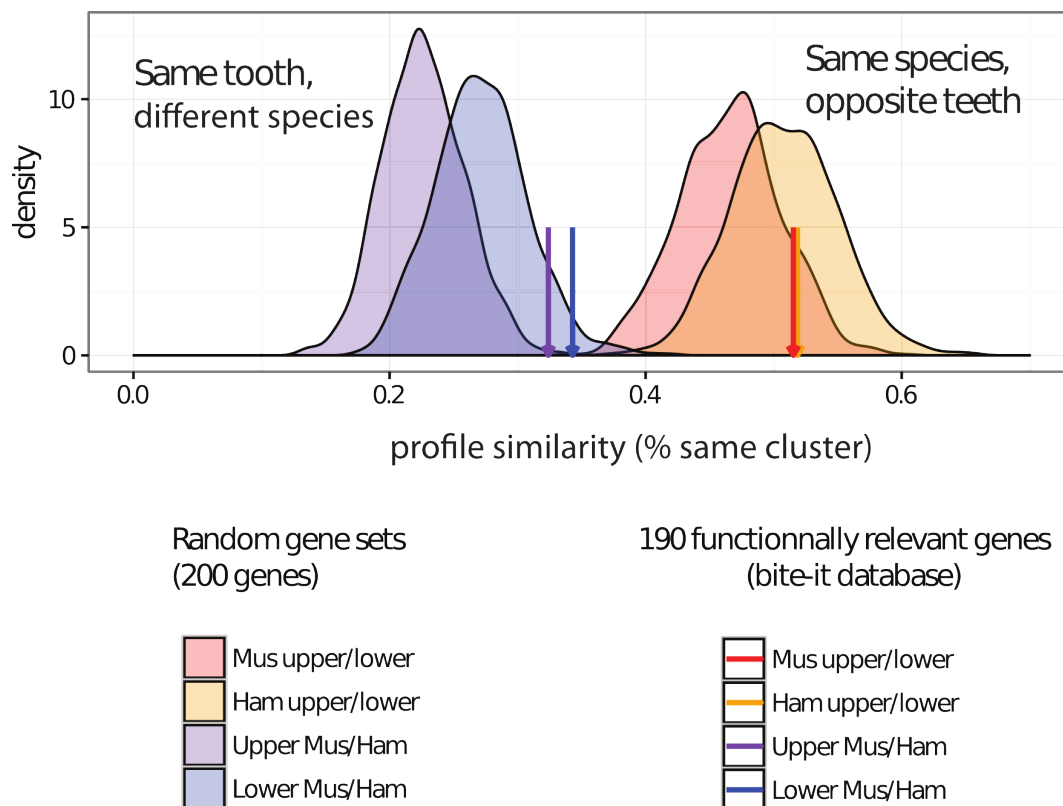 Same tooth,
different species
Same species,
opposite teeth
10
5
0
density
0.0
0.2
0.4
0.6
profile similarity (% same cluster)
Random gene sets
(200 genes)
Mus upper/lower
Ham upper/lower
Upper Mus/Ham
Lower Mus/Ham
190 functionnally relevant genes
(bite-it database)
Mus upper/lower
Ham upper/lower
Upper Mus/Ham
Lower Mus/Ham